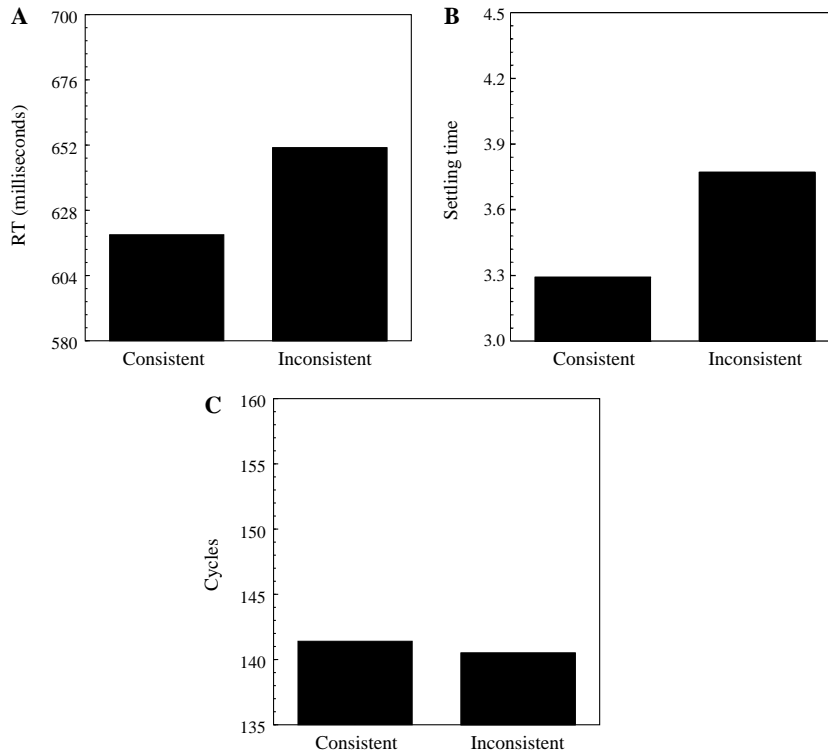 A
RT (milliseconds)
700
676
652
628
604
580
Consistent Inconsistent
B
Settling time
4.5
4.2
3.9
3.6
3.3
3.0
Consistent Inconsistent
C
Cycles
160
155
150
145
140
135
Consistent Inconsistent